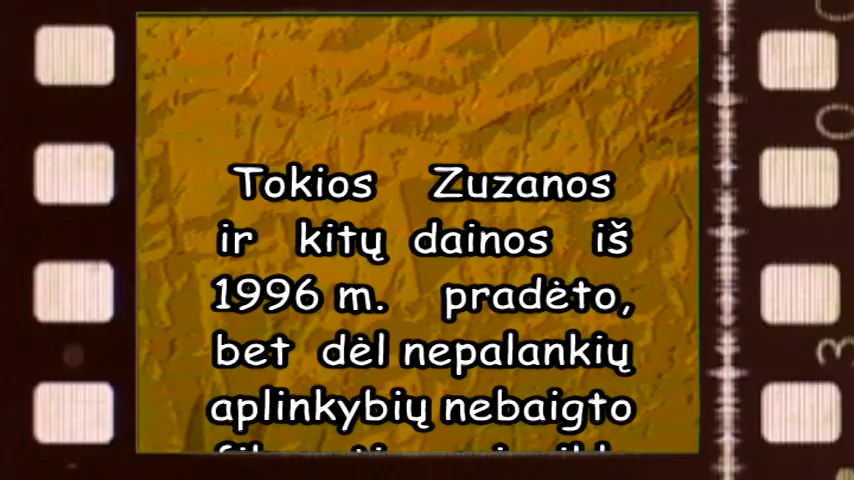 Tokios Zuzanos
ir kitų dainos iš
1996 m. pradėto,
bet dėl nepalankių
aplinkybių nebaigto